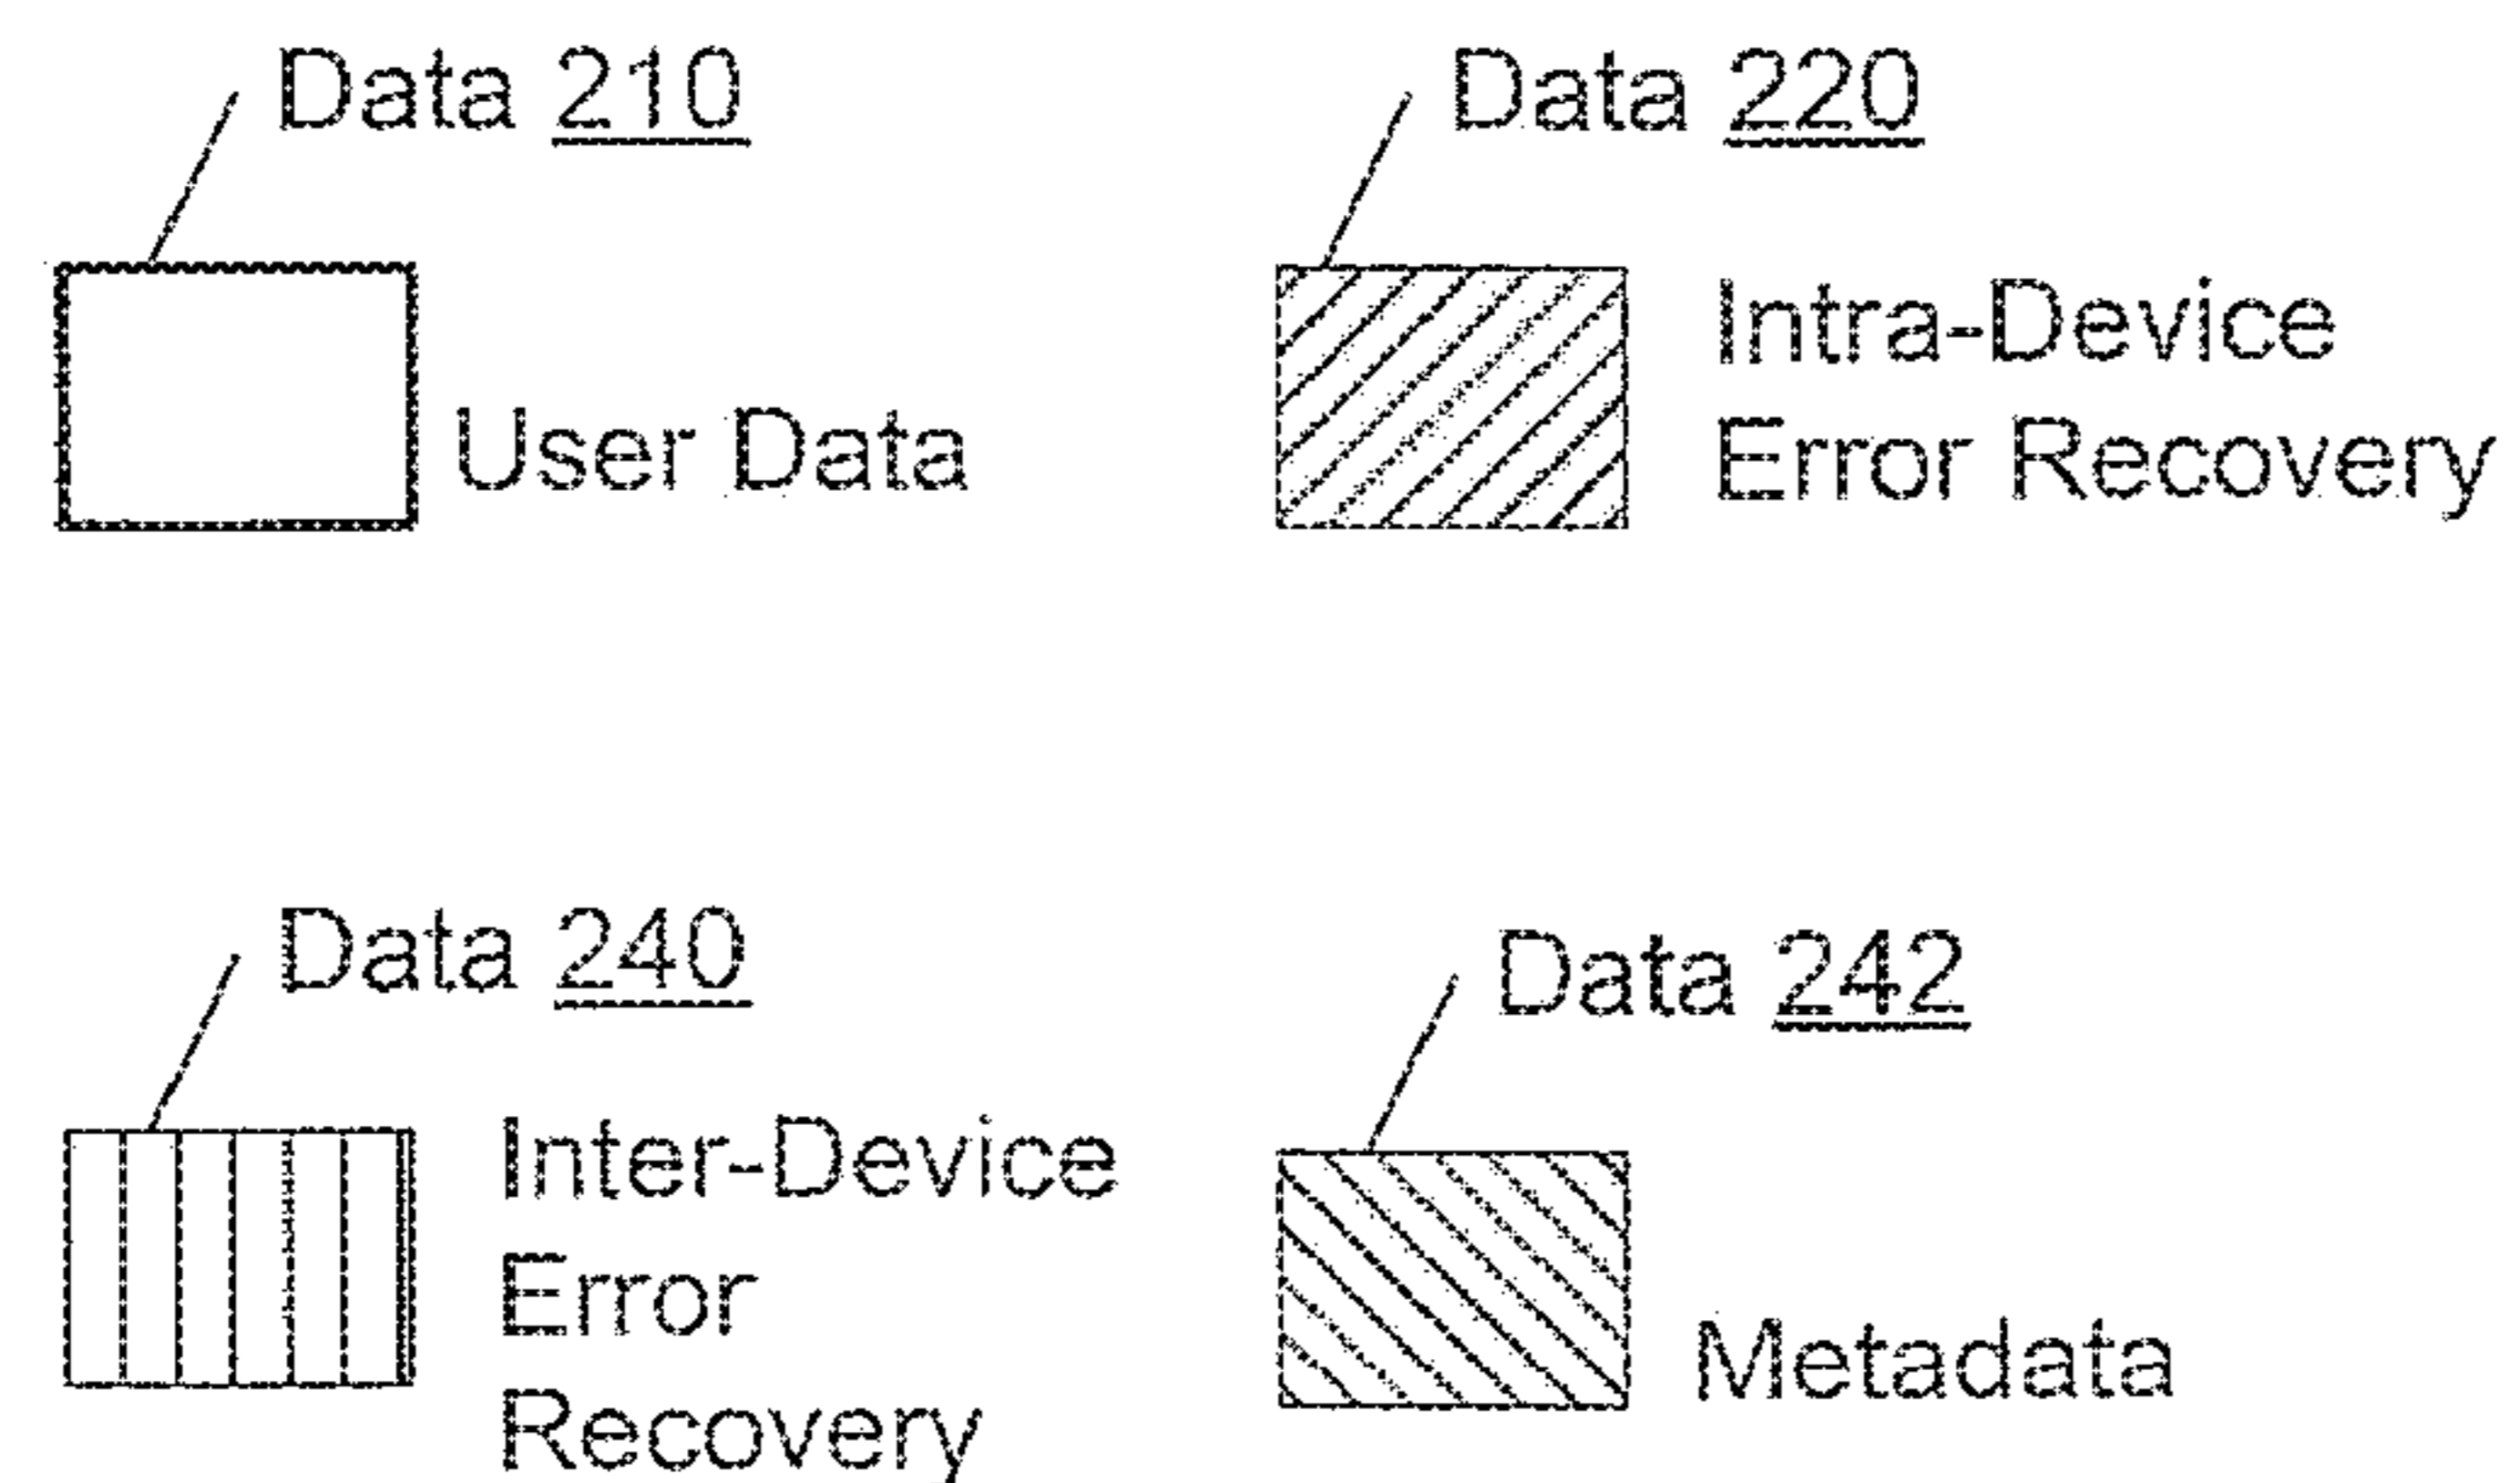 Data 210
User Data
Data 220
Intra-Device
Error Recovery
Data 240
Inter-Device
Error
Recovery
Data 242
Metadata